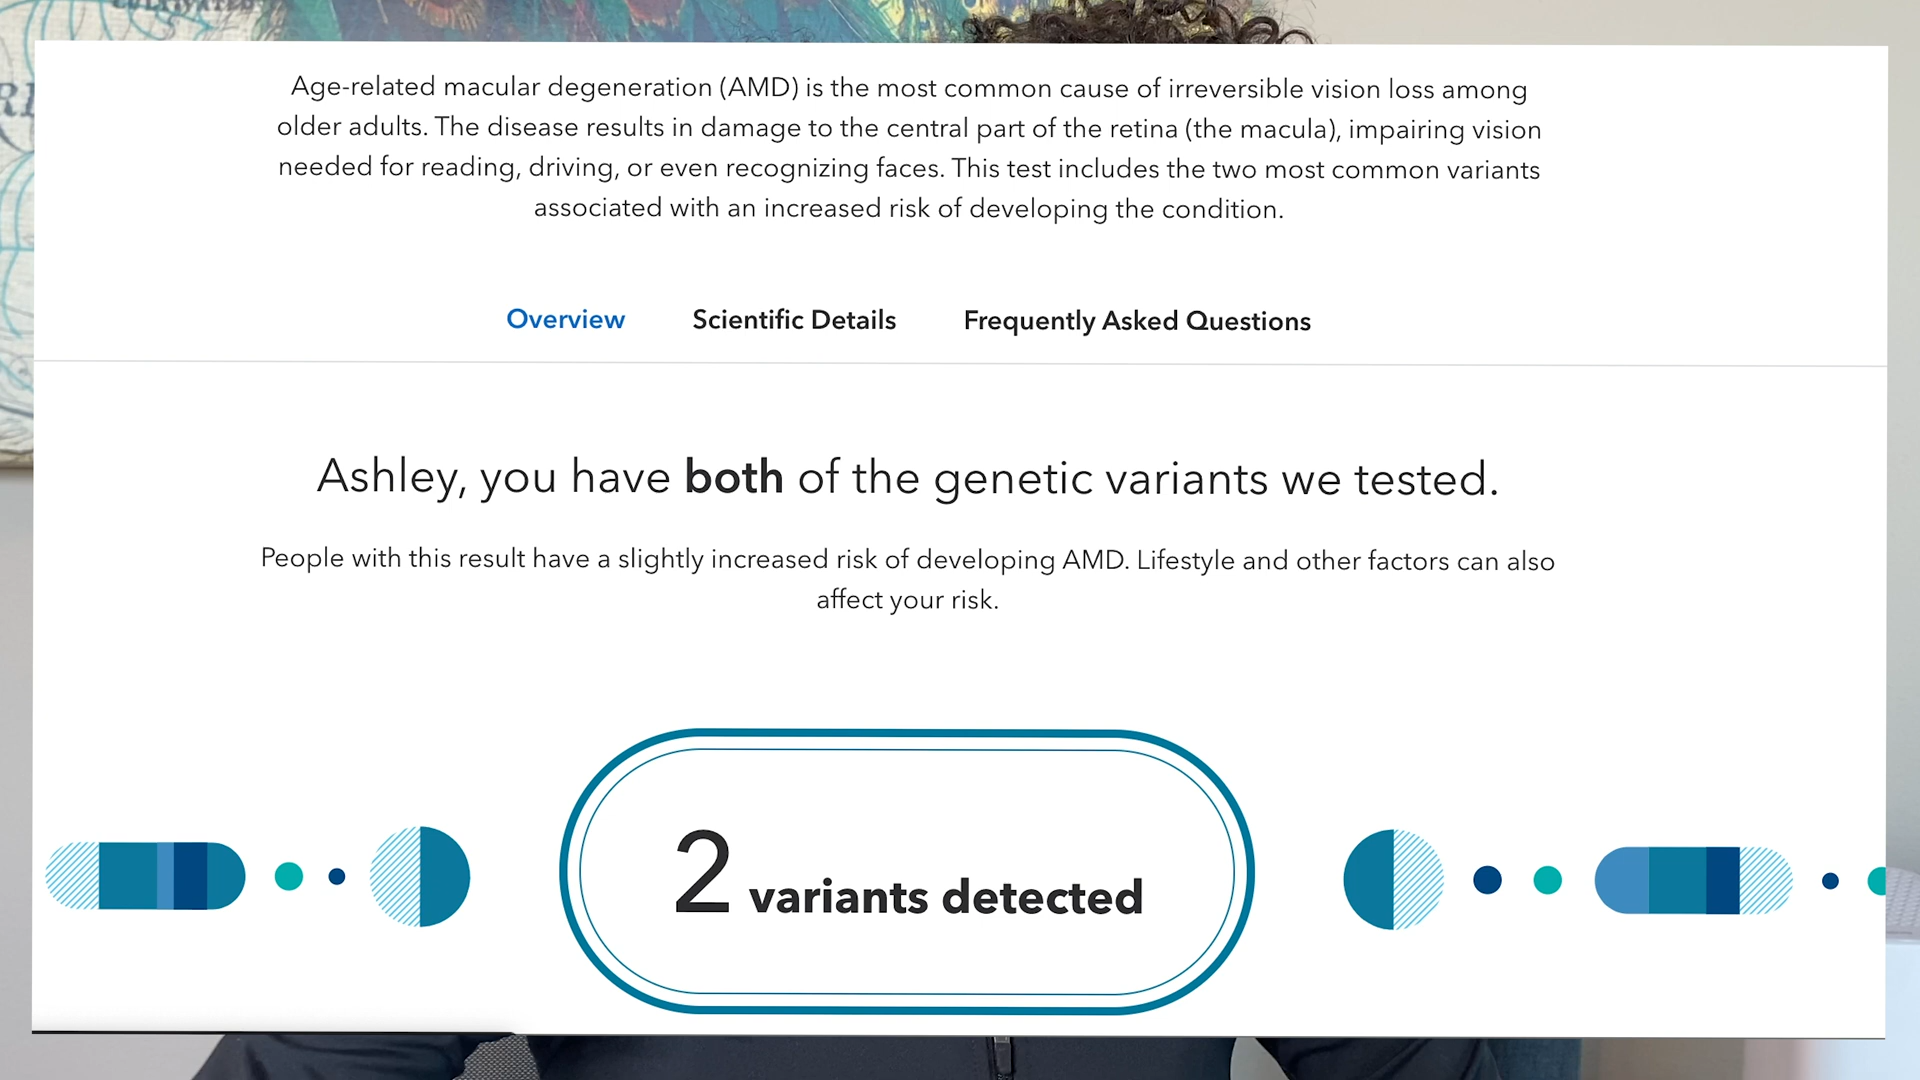 CULTIVATED
Age-related macular degeneration (AMD) is the most common cause of irreversible vision loss among
older adults. The disease results in damage to the central part of the retina (the macula), impairing vision
needed for reading, driving, or even recognizing faces. This test includes the two most common variants
associated with an increased risk of developing the condition.
Overview Scientific Details Frequently Asked Questions
Ashley, you have both of the genetic variants we tested.
People with this result have a slightly increased risk of developing AMD. Lifestyle and other factors can also
affect your risk.
2 variants detected